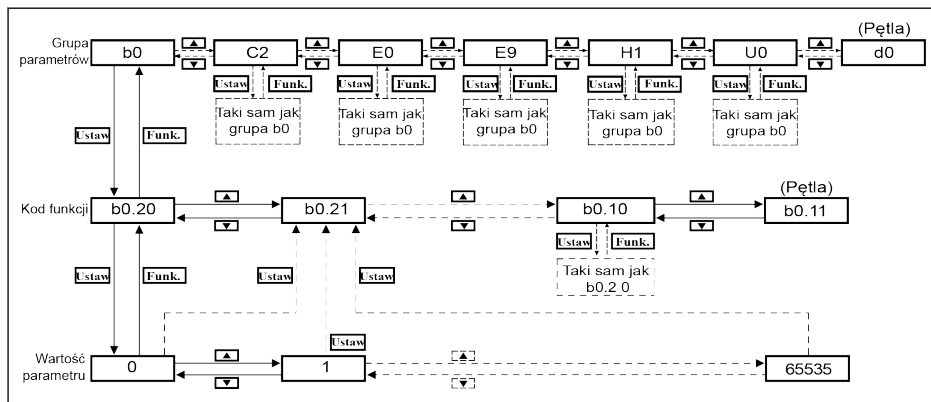 (Pętla)
Grupa parametrów
b0
C2
E0
E9
H1
U0
d0
Ustaw Funk. Ustaw Funk. Ustaw Funk. Ustaw Funk. Ustaw Funk.
Taki sam jak
grupa b0
Taki sam jak
grupa b0
Taki sam jak
grupa b0
Taki sam jak
grupa b0
Taki sam jak
grupa b0
Ustaw Funk.
(Pętla)
Kod funkcji
b0.20
b0.21
b0.10
b0.11
Ustaw Funk.
Taki sam jak
b0.2 0
Ustaw Funk. Ustaw Ustaw
Ustaw
Wartość
parametru
0
1
65535